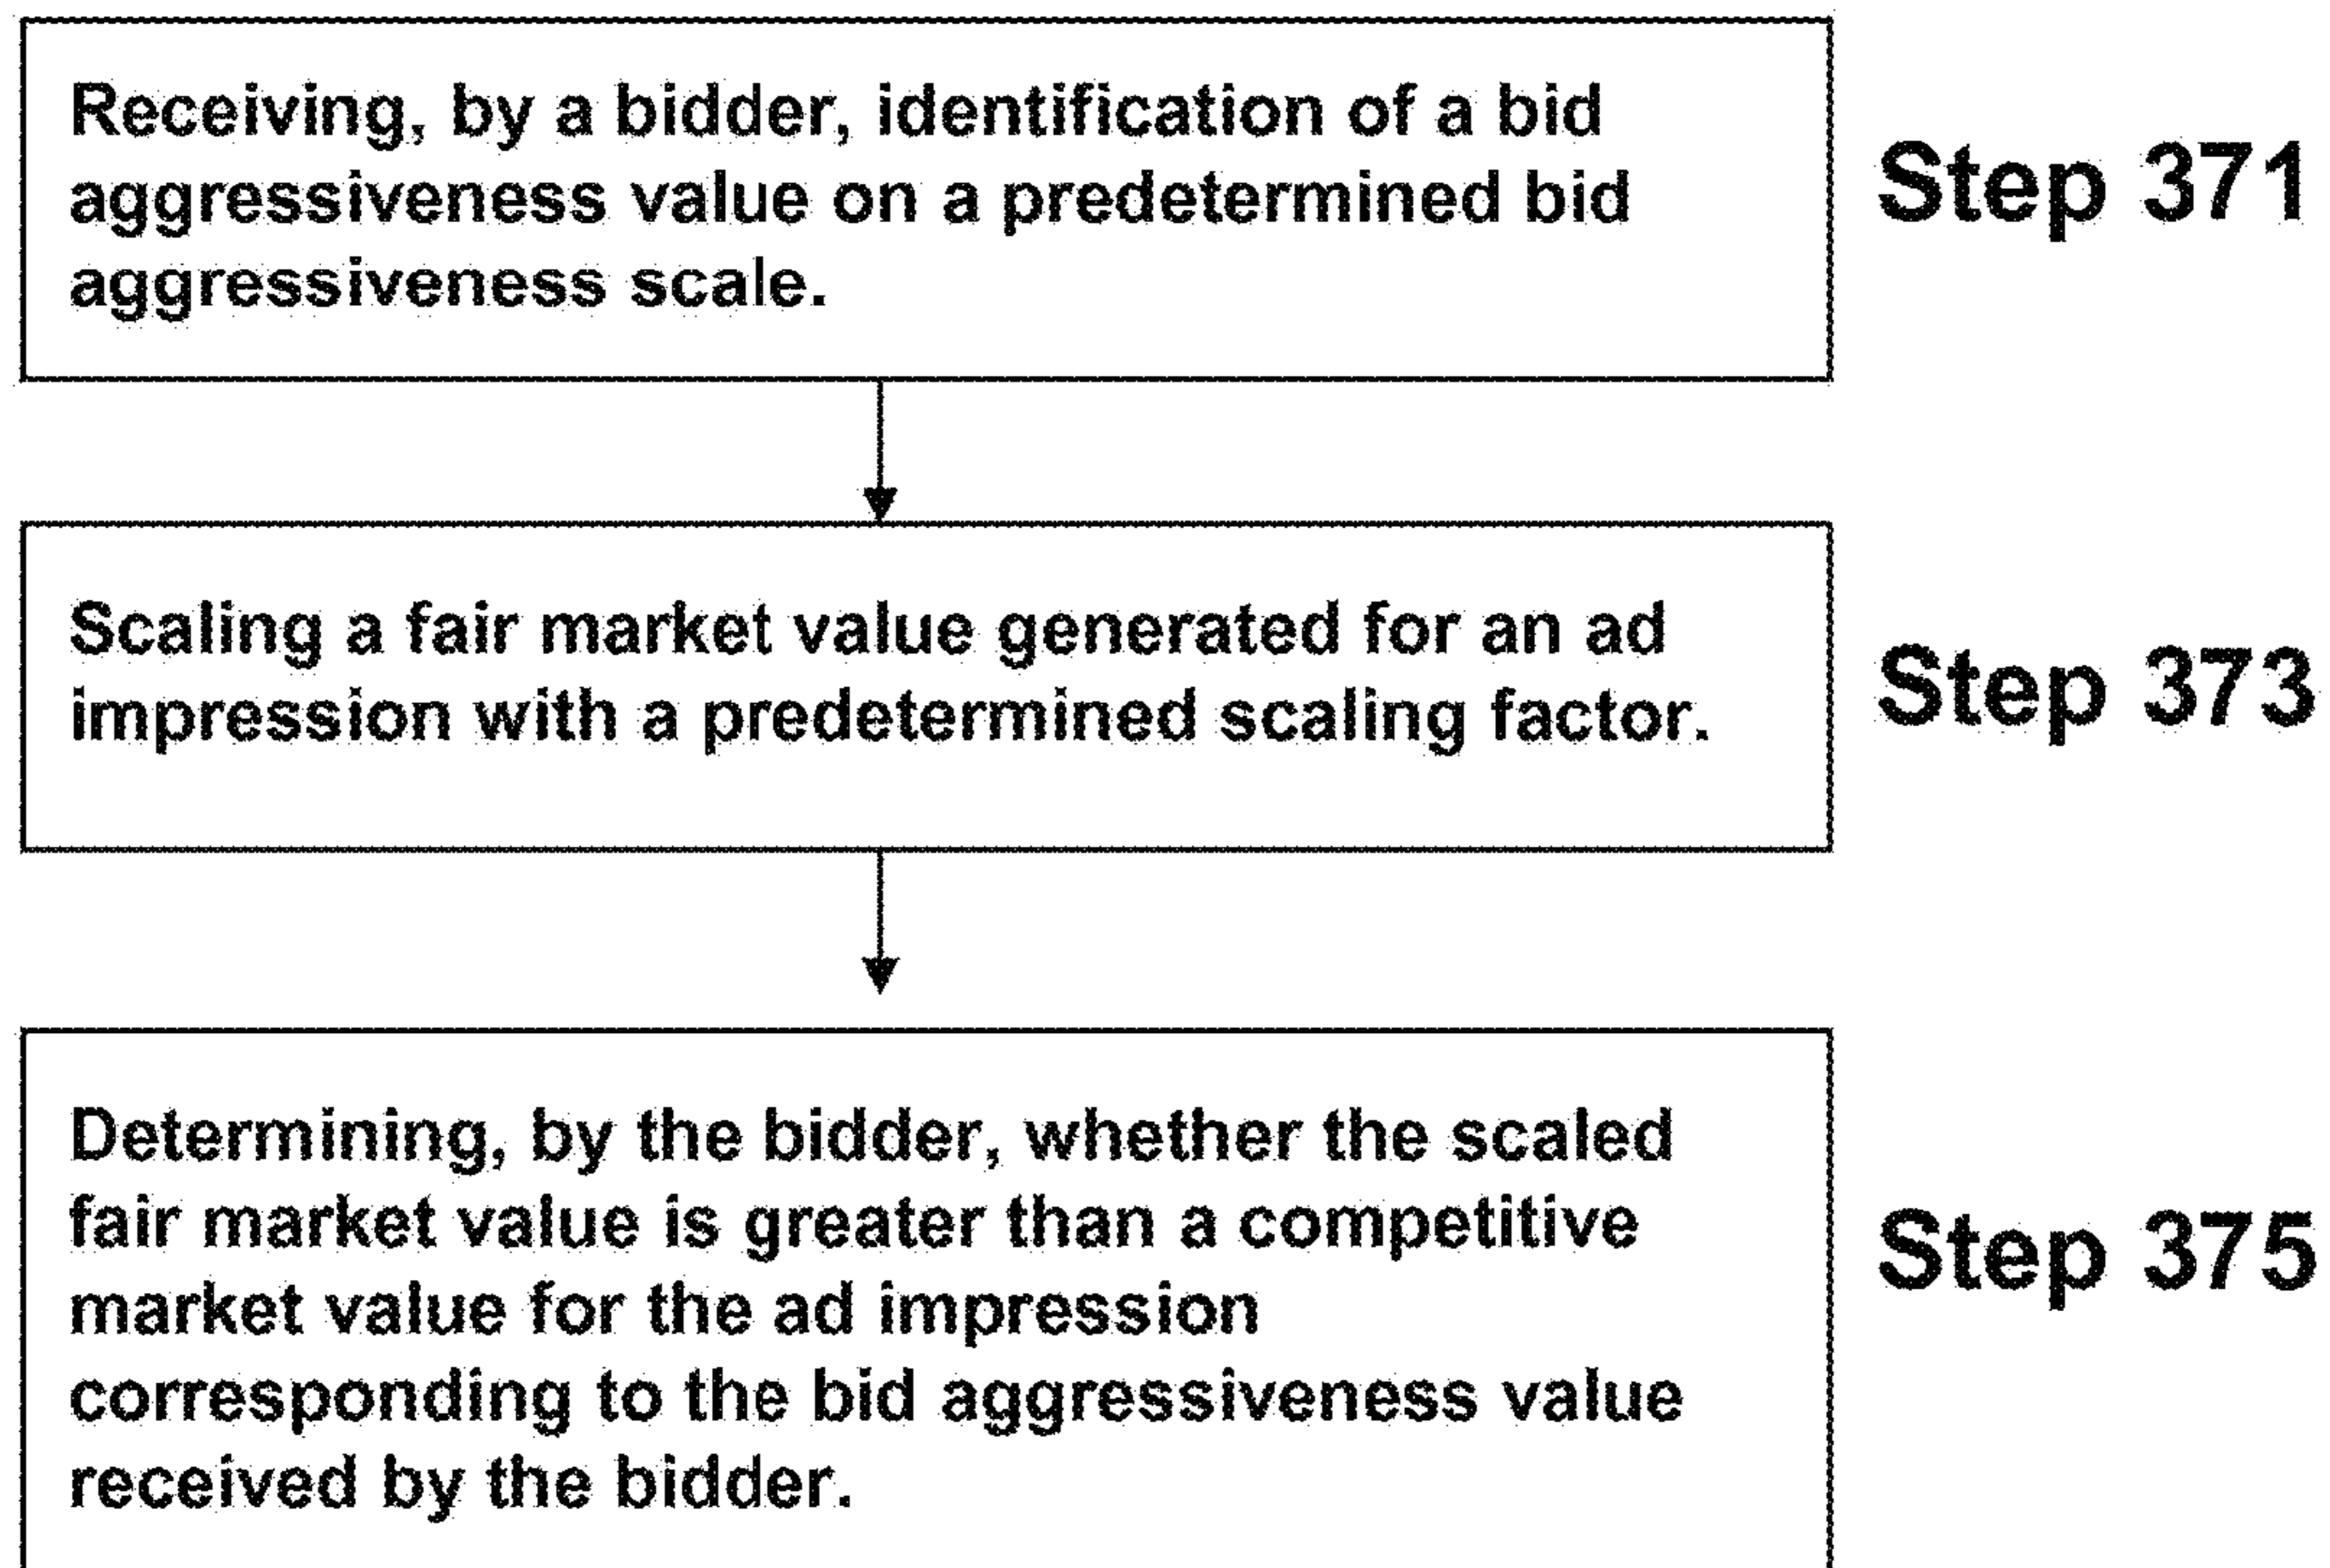 Receiving, by a bidder, identification of a bid
aggressiveness value on a predetermined bid
aggressiveness scale.
Step 371
Scaling a fair market value generated for an ad
impression with a predetermined scaling factor.
Step 373
Determining, by the bidder, whether the scaled
fair market value is greater than a competitive
market value for the ad impression
corresponding to the bid aggressiveness value
received by the bidder.
Step 375